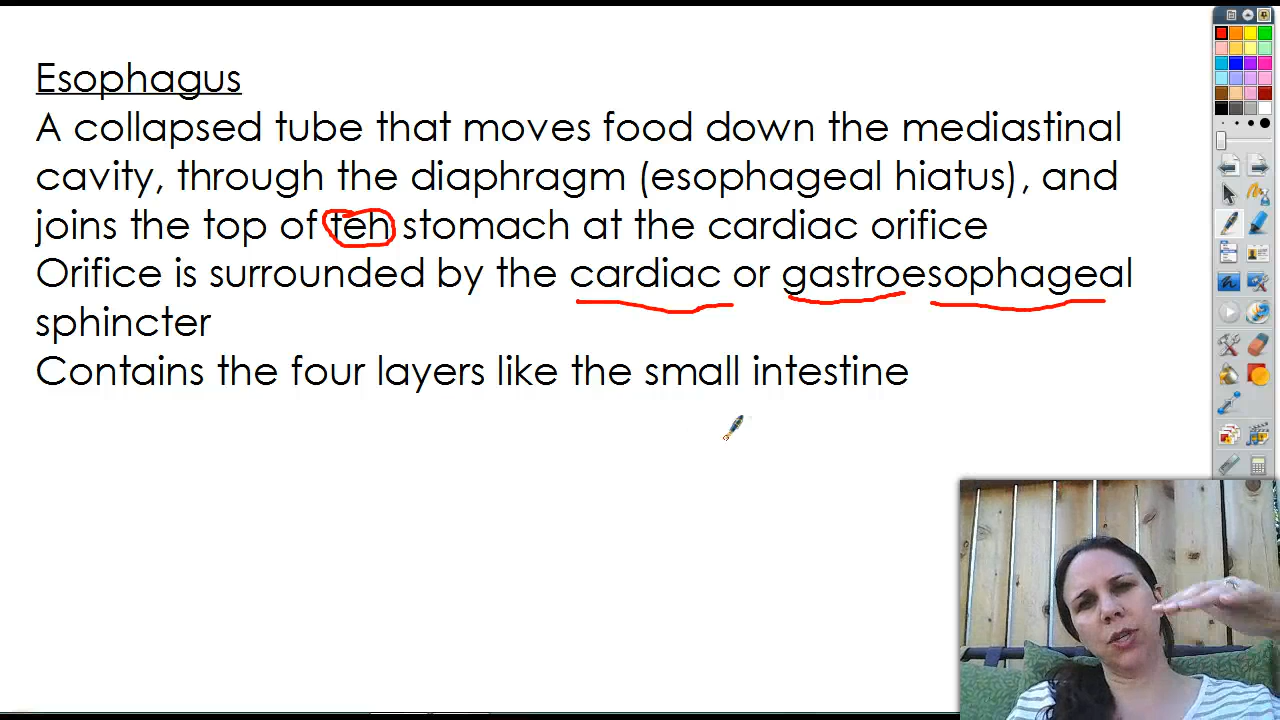 Esophagus
A collapsed tube that moves food down the mediastinal
cavity, through the diaphragm (esophageal hiatus), and
joins the top of teh stomach at the cardiac orifice
Orifice is surrounded by the cardiac or gastroesophageal
sphincter
Contains the four layers like the small intestine